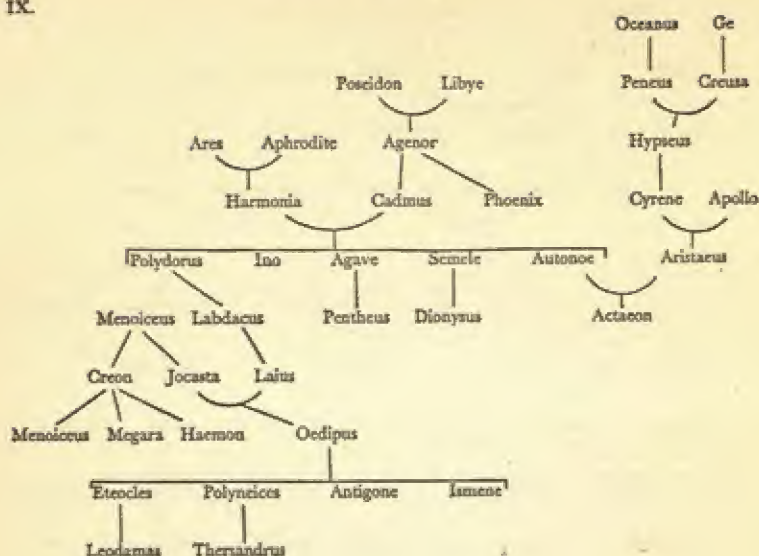 IX.
Oceanus Ge
Poseidon Libye Peneus Creusa
Ares Aphrodite Agenor Hypseus
Harmonia Cadmus Phoenix Cyrene Apollo
Polydorus Ino Agave Semele Autonoe Aristaeus
Menoiceus Labdacus Pentheus Dionysus Actaeon
Creon Jocasta Laius
Menoiceus Megara Haemon Oedipus
Eteocles Polyneices Antigone Ismene
Leodamas Thersandrus